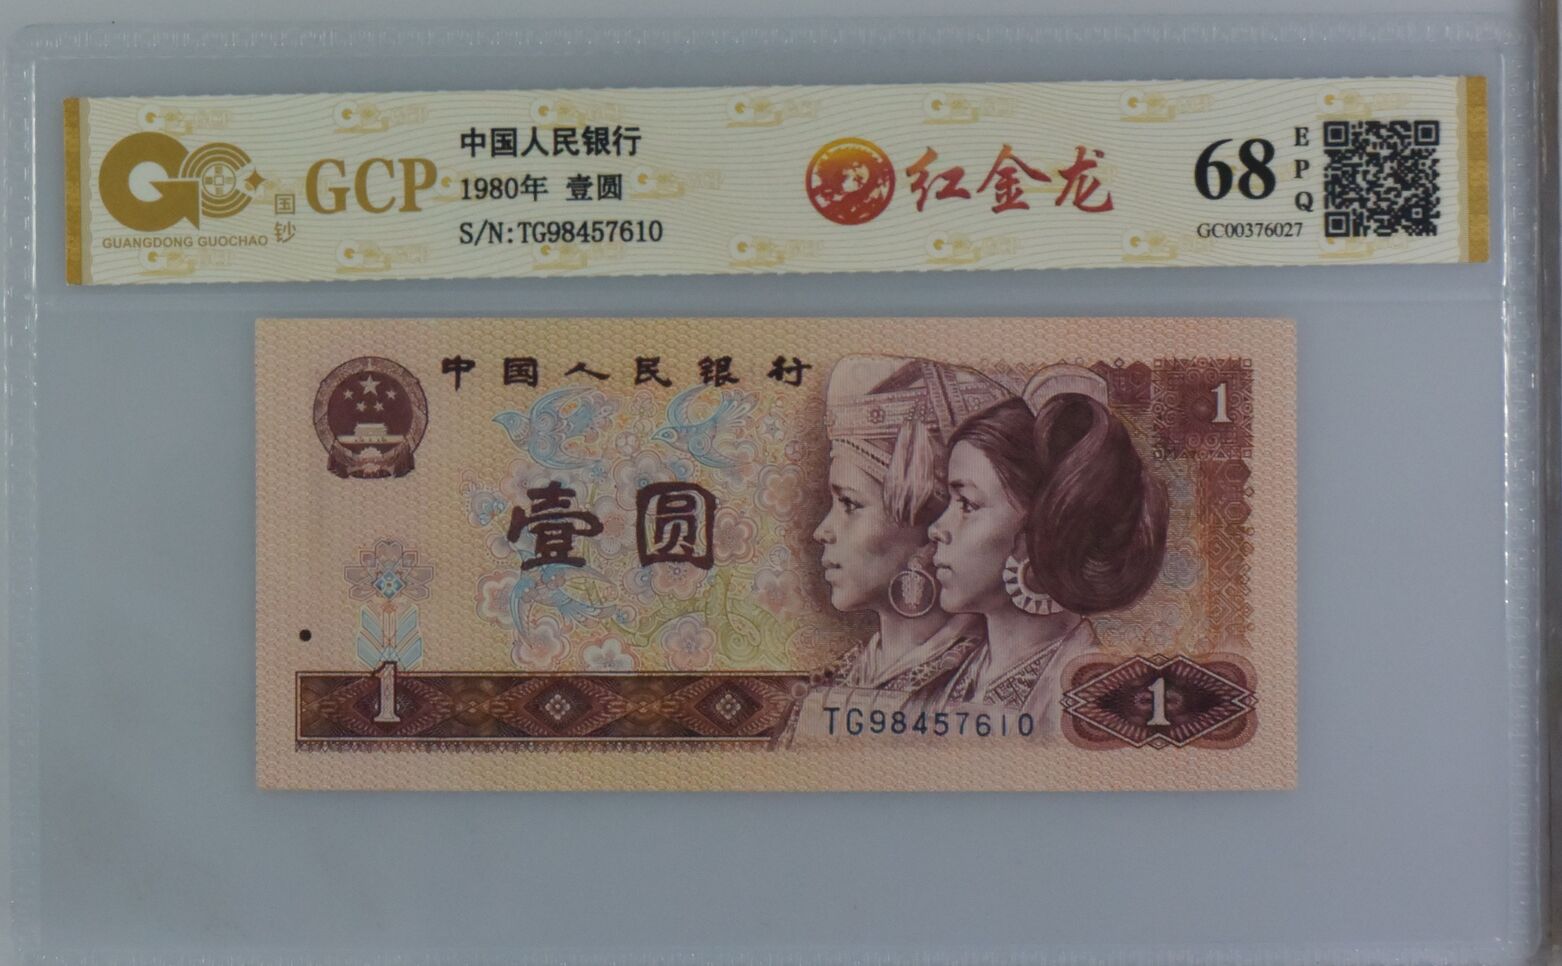 GUANGDONG GUOCHAO
国钞
GCP
中国人民银行
1980年 壹圆
S/N:TG98457610
红金龙
68
EPQ
GC00376027
中国人民银行
1
壹圆
1
TG98457610
1